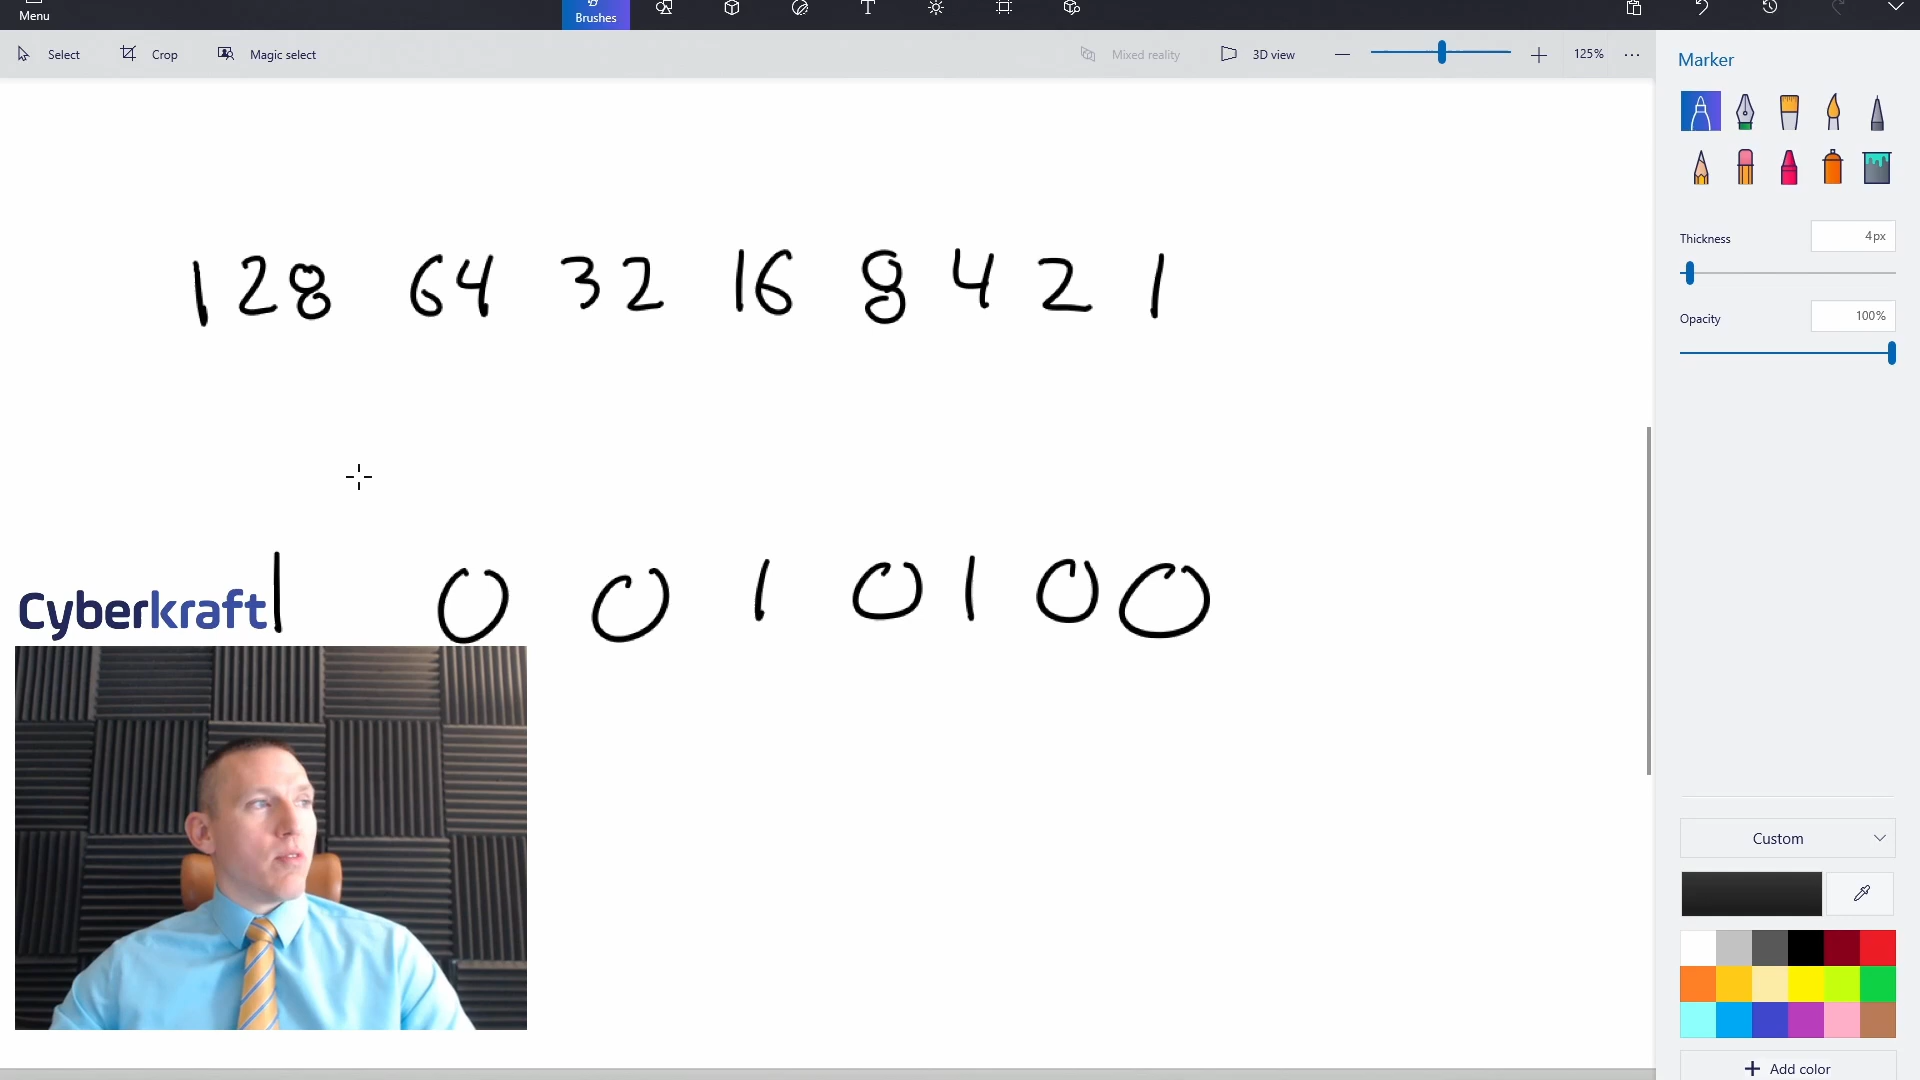 Menu
Brushes
Select Crop Magic select Mixed reality 3D view 125%
Marker
Thickness 4px
Opacity 100%
128 64 32 16 8 4 2 1
1 0 0 1 0 1 0 0
Cyberkraft
Custom
Add color